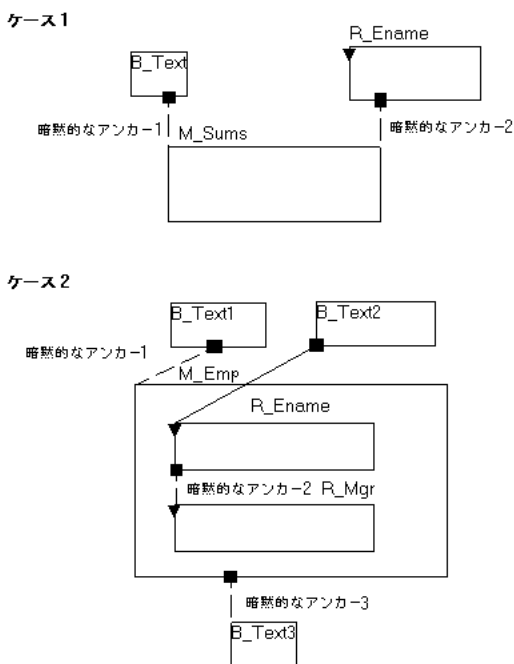 ケース1
R_Ename
B_Text
暗黙的なアンカー1
暗黙的なアンカー2
M_Sums
ケース2
B_Text1
B_Text2
暗黙的なアンカー1
M_Emp
R_Ename
暗黙的なアンカー2
R_Mgr
暗黙的なアンカー3
B_Text3